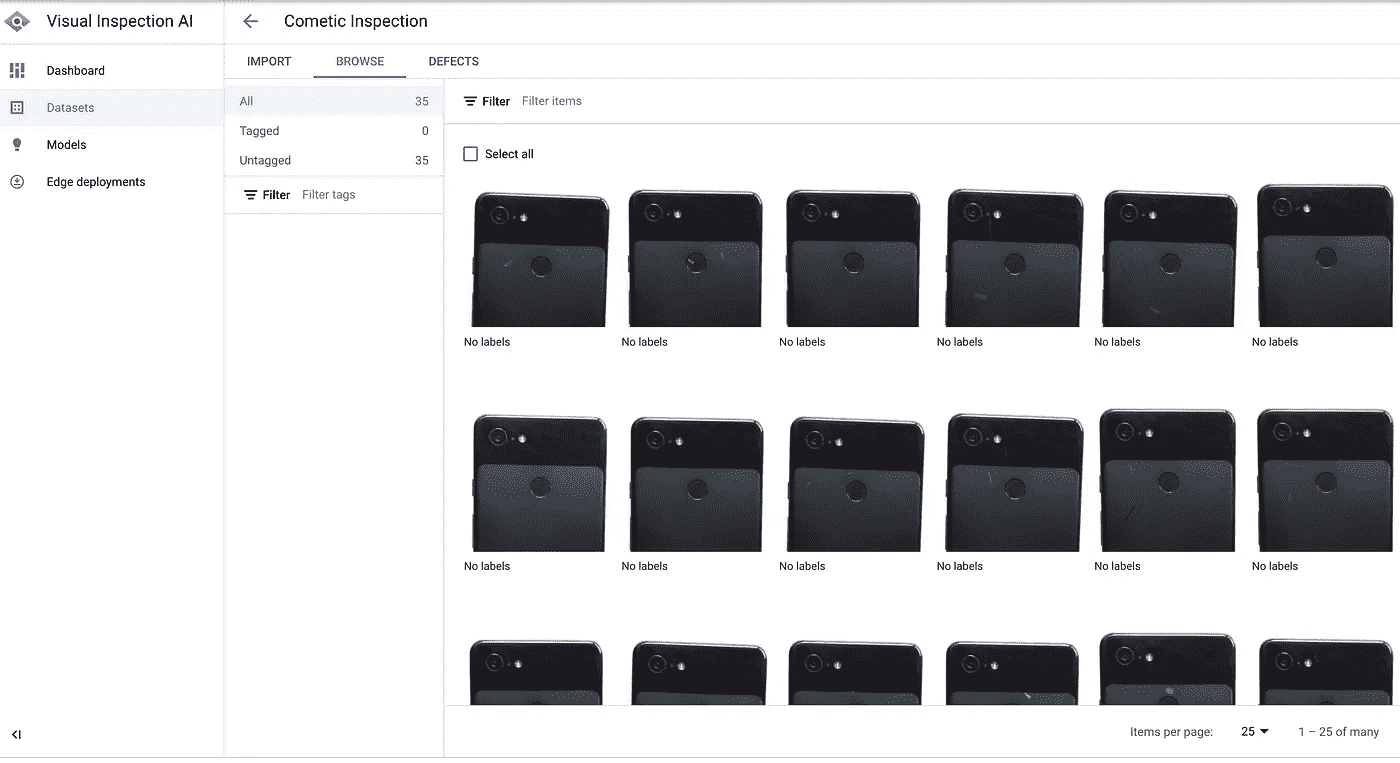 Visual Inspection AI
Cometic Inspection
Dashboard
Datasets
Models
Edge deployments
IMPORT BROWSE DEFECTS
All 35
Tagged 0
Untagged 35
Filter Filter tags
Filter Filter items
Select all
No labels No labels No labels No labels No labels No labels
No labels No labels No labels No labels No labels No labels
Items per page: 25 1 – 25 of many